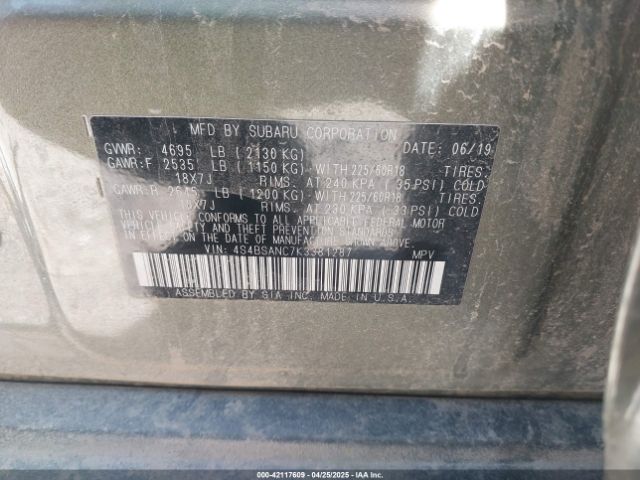 MFD BY SUBARU CORPORATION DATE: 06/19
GVWR: 4695 LB (2130 KG)
GAWR:F 2535 LB (1150 KG)-WITH 225/60R18 TIRES.
18X7J RIMS. AT 240 KPA (35 PSI) COLD
GAWR:R 2645 LB (1200 KG)-WITH 225/60R18 TIRES.
18X7J RIMS. AT 230 KPA (33 PSI) COLD
THIS VEHICLE CONFORMS TO ALL APPLICABLE FEDERAL MOTOR
VEHICLE SAFETY AND THEFT PREVENTION STANDARDS
IN EFFECT ON THE DATE OF MANUFACTURE SHOWN ABOVE.
VIN: 4S4BSANC7K3381287 MPV
ASSEMBLED BY SIA INC. MADE IN U.S.A.
000-42117609 - 04/25/2025 - IAAI.com